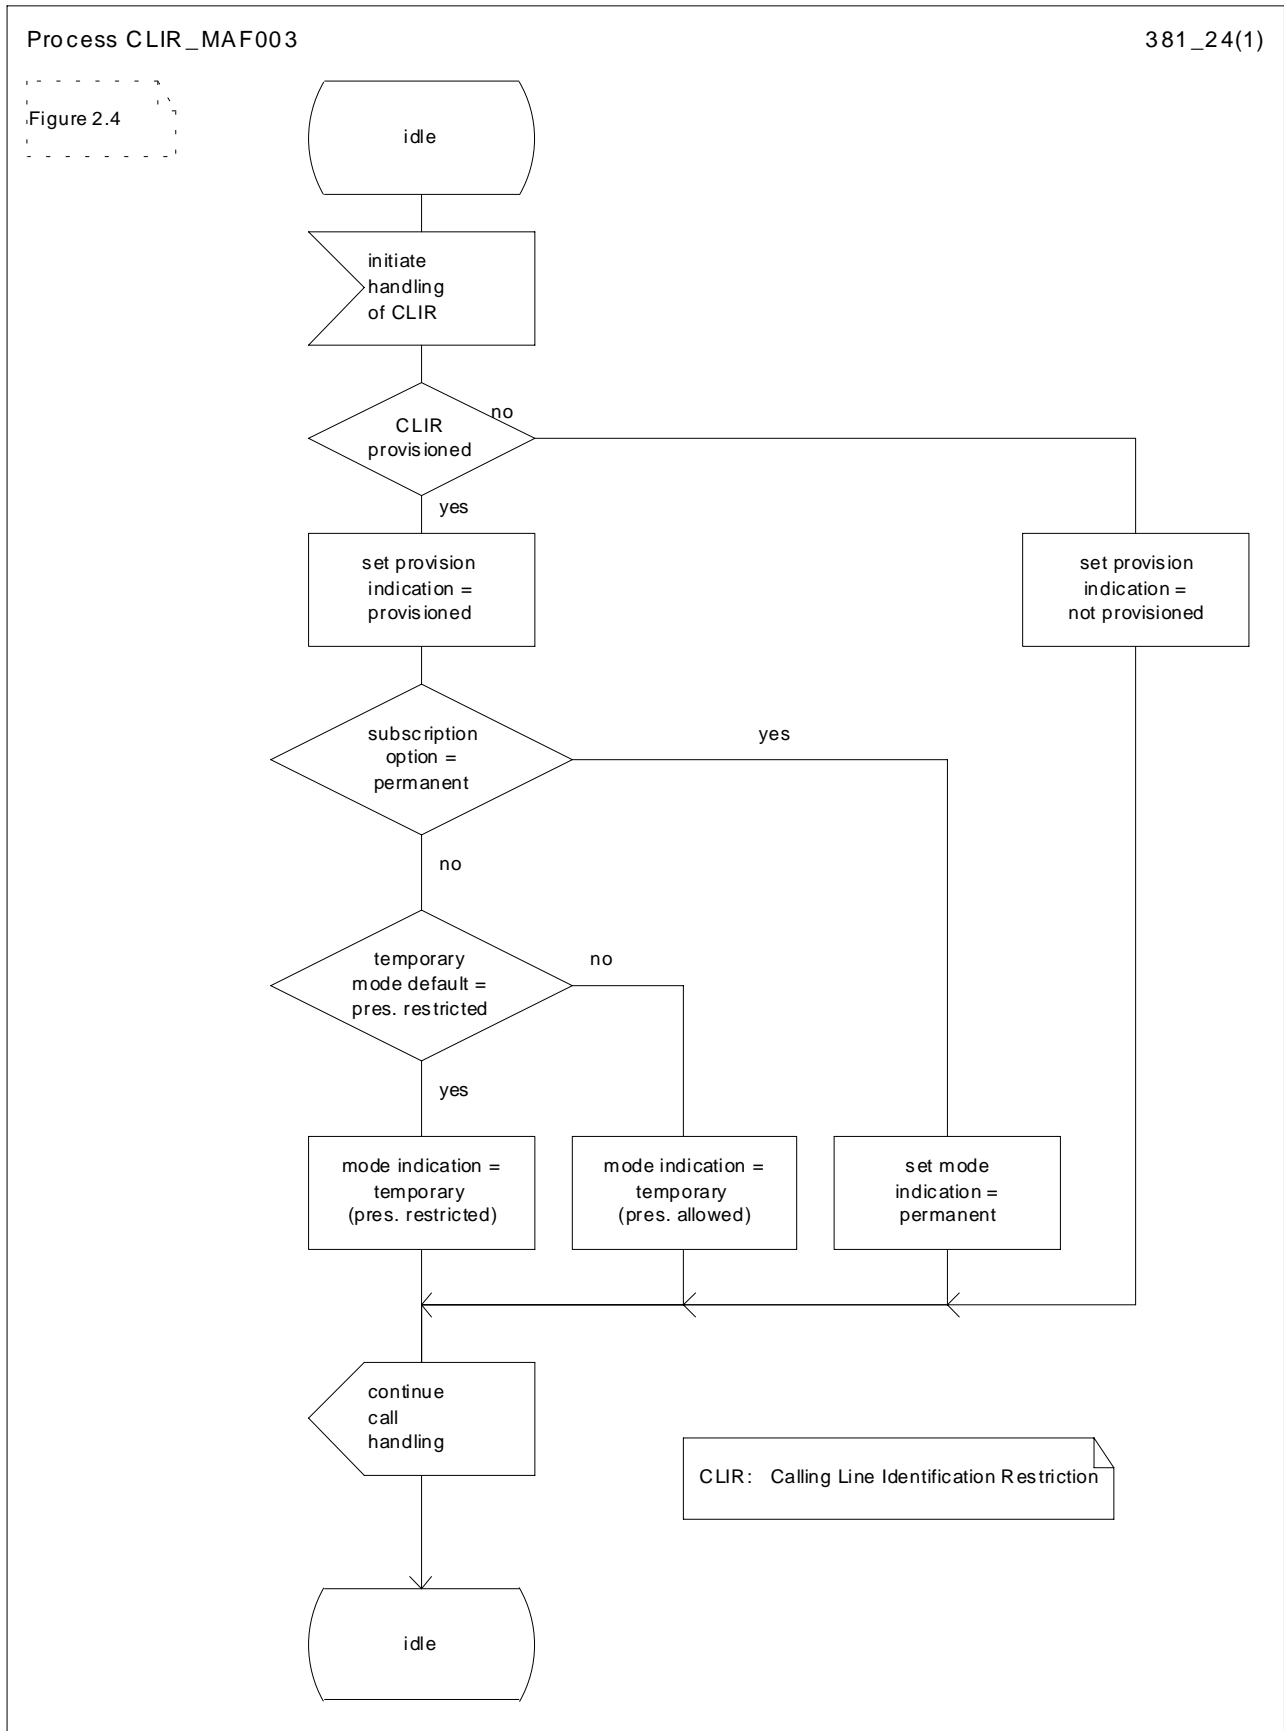 Process CLIR_MAF003
381_24(1)
Figure 2.4
idle
initiate
handling
of CLIR
CLIR
provisioned
no
yes
set provision
indication =
provisioned
set provision
indication =
not provisioned
subscription
option =
permanent
yes
no
temporary
mode default =
pres. restricted
no
yes
mode indication =
temporary
(pres. restricted)
mode indication =
temporary
(pres. allowed)
set mode
indication =
permanent
continue
call
handling
CLIR: Calling Line Identification Restriction
idle